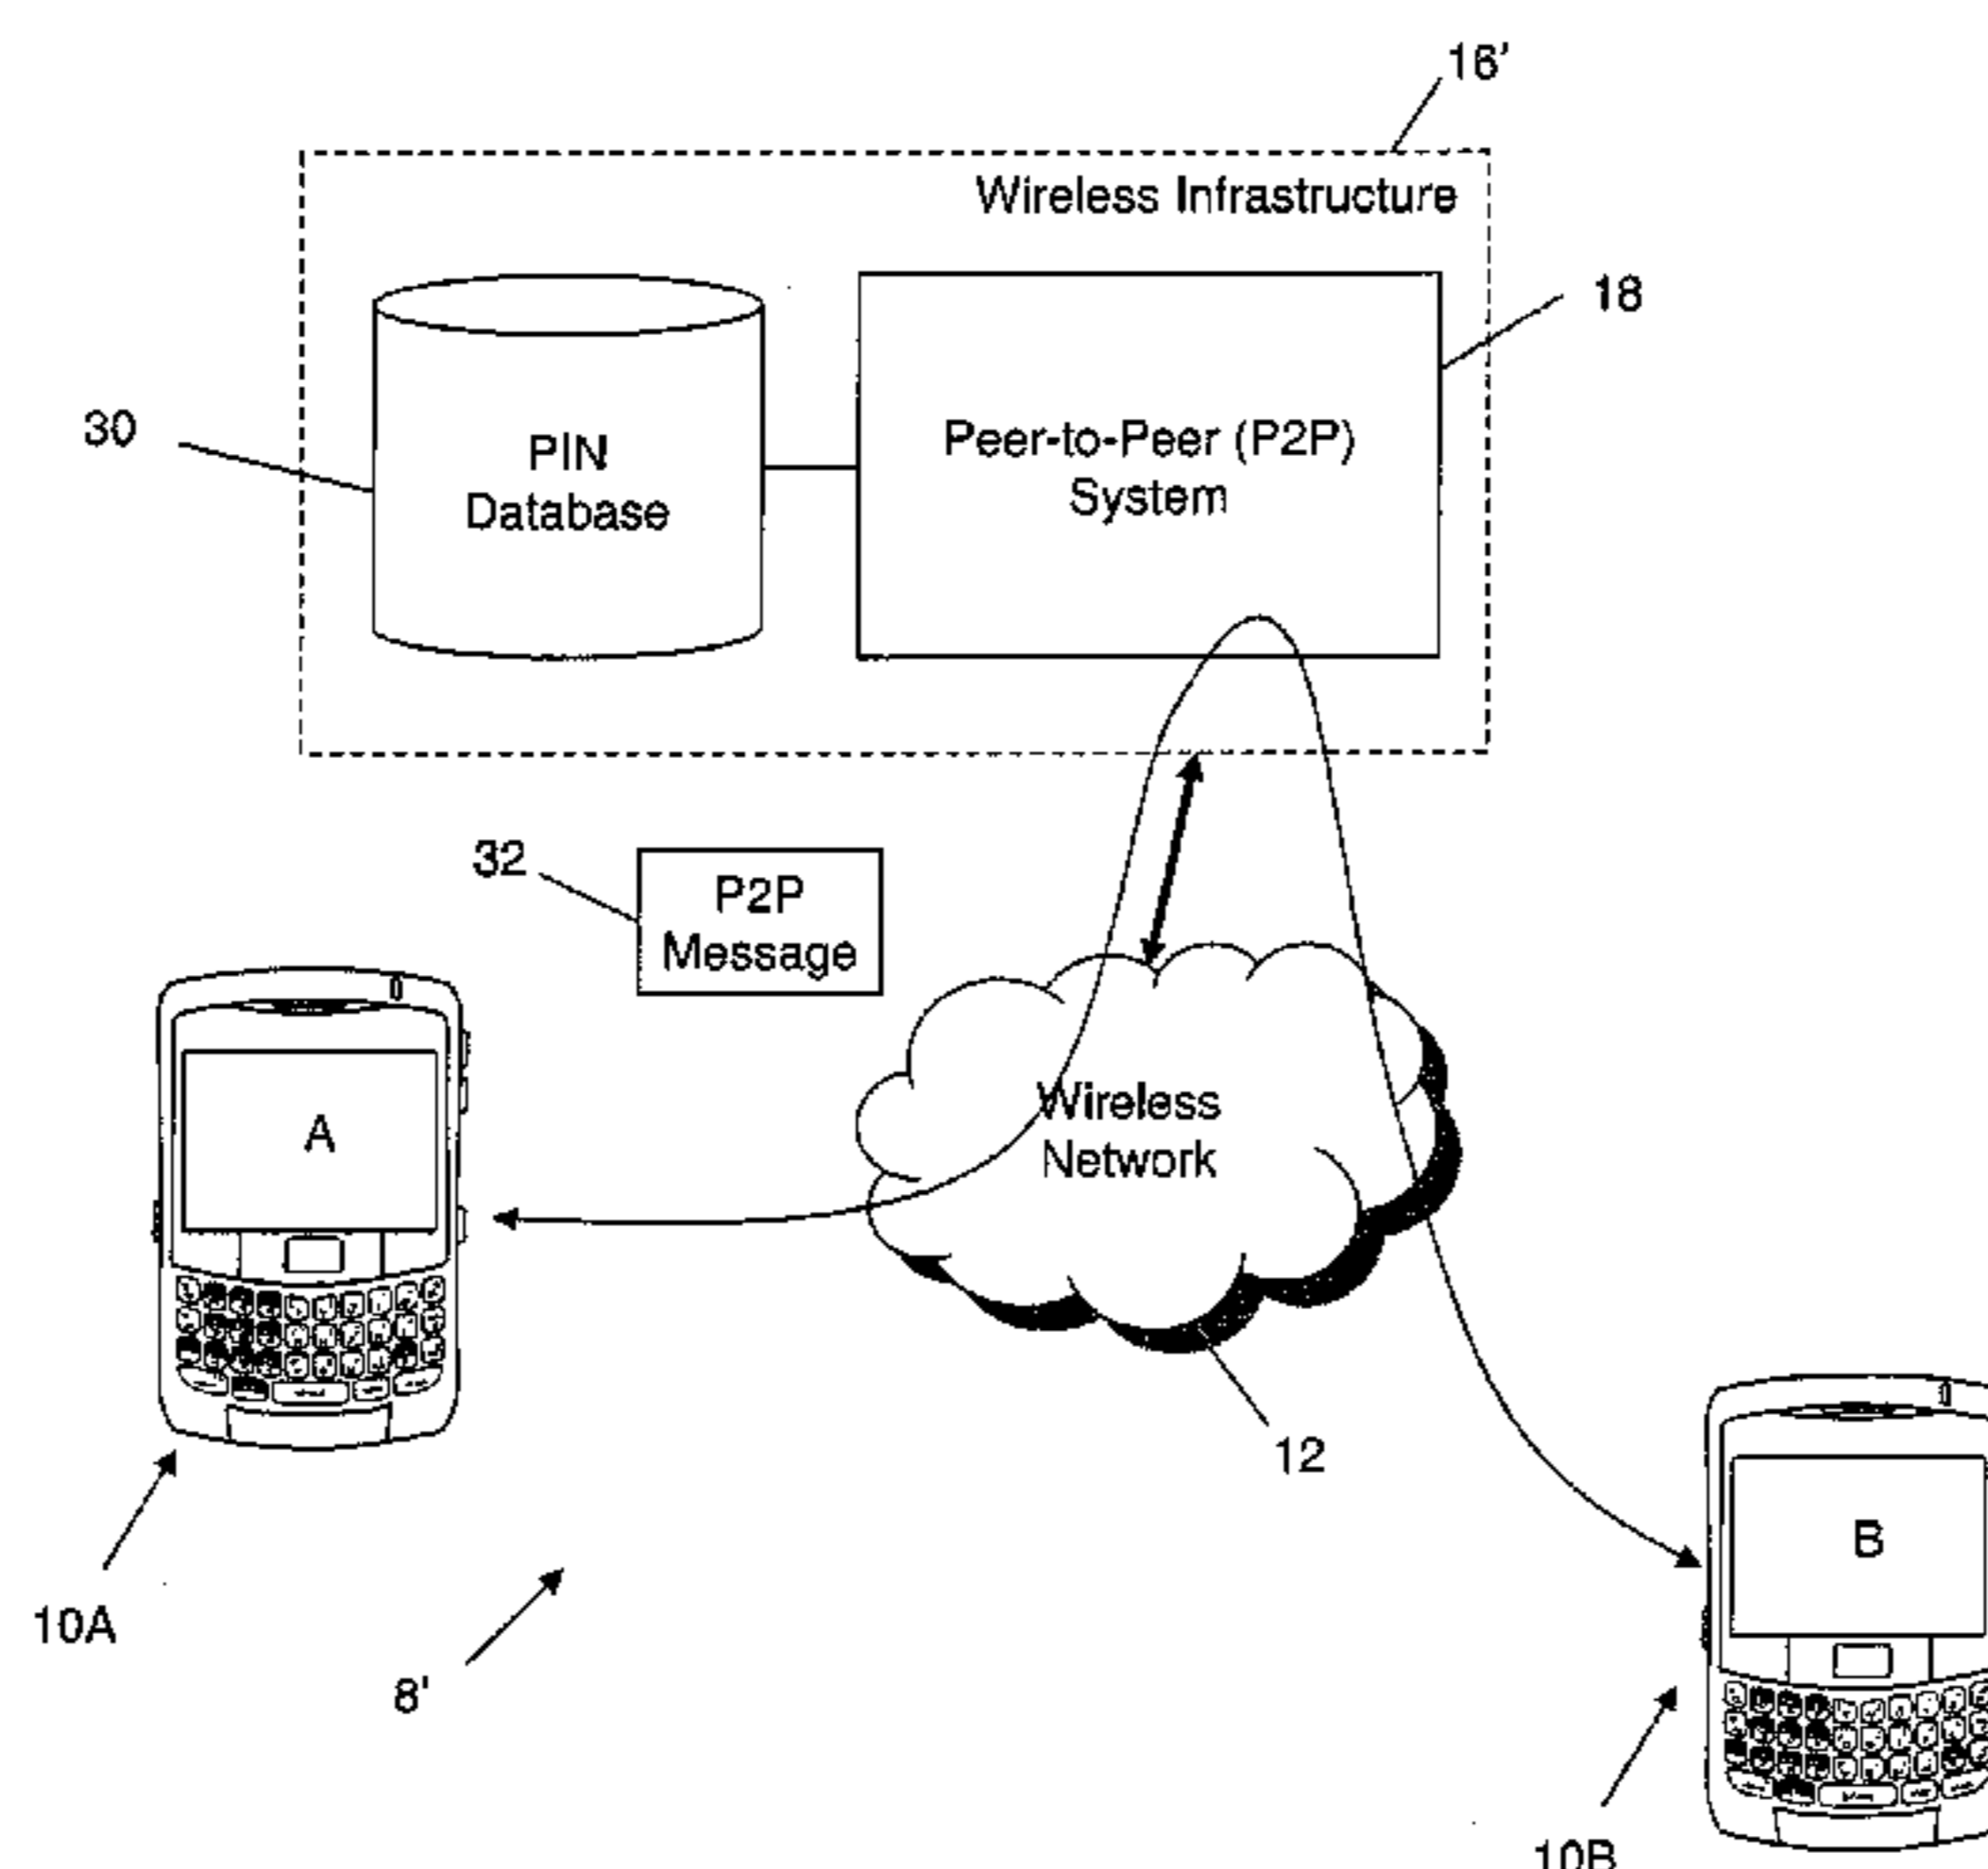 16'
Wireless Infrastructure
18
30
PIN
Database
Peer-to-Peer (P2P)
System
32
P2P
Message
A
Wireless
Network
12
B
10A
8'
10B